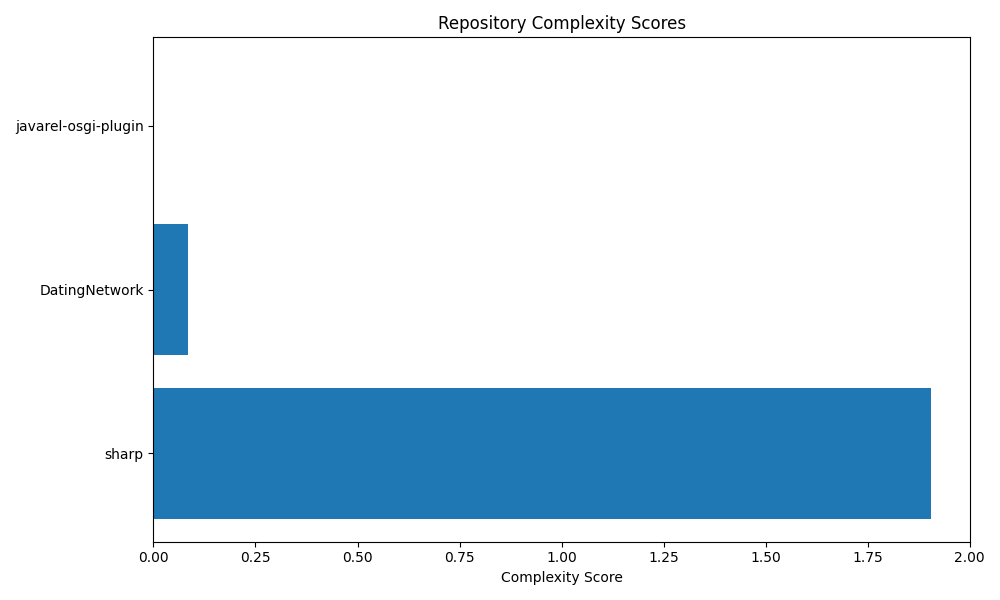 Repository Complexity Scores
javarel-osgi-plugin
DatingNetwork
sharp
0.00 0.25 0.50 0.75 1.00 1.25 1.50 1.75 2.00
Complexity Score